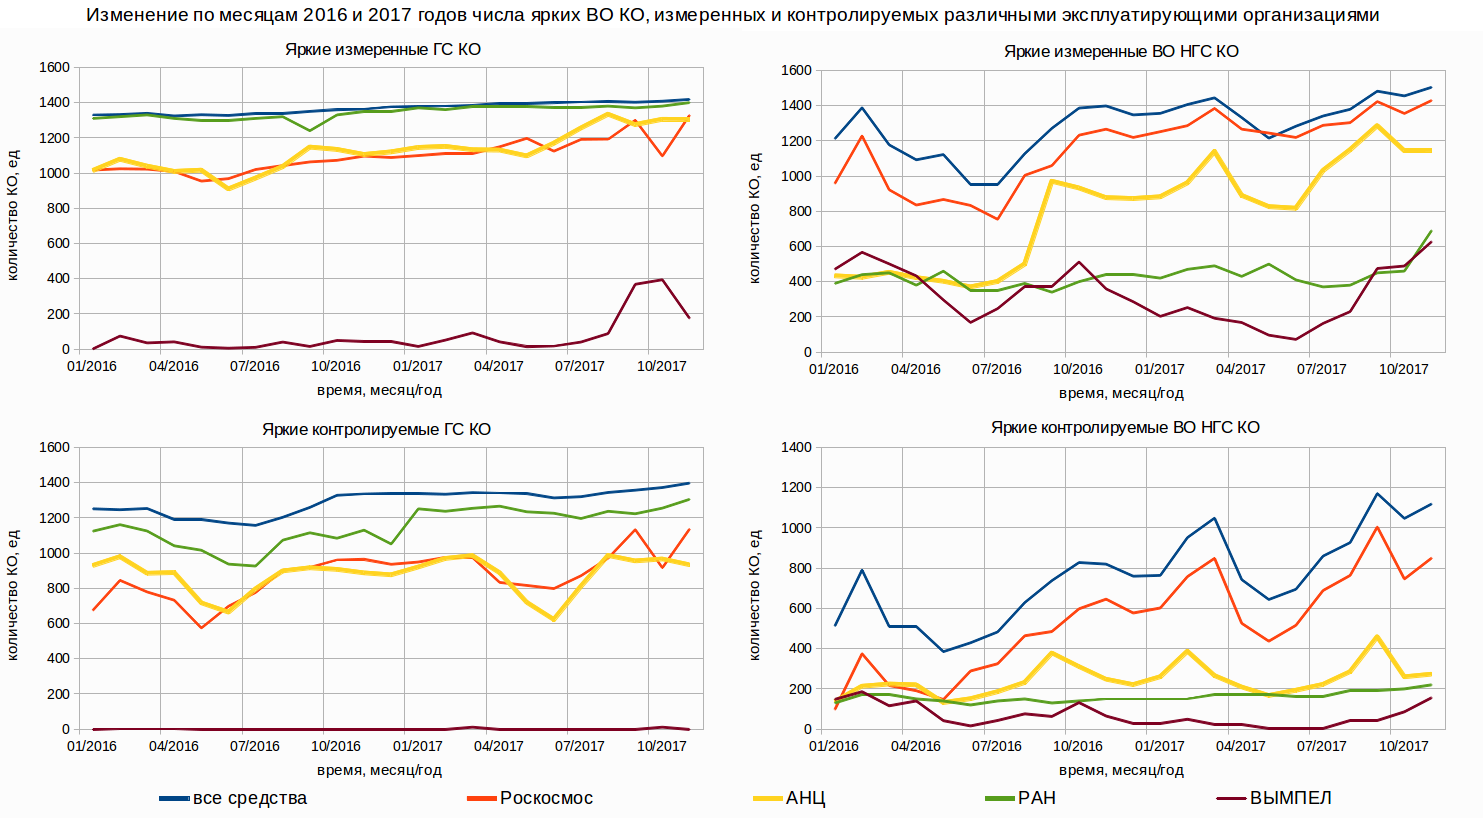 Изменение по месяцам 2016 и 2017 годов числа ярких ВО КО, измеренных и контролируемых различными эксплуатирующими организациями
Яркие измеренные ГС КО
1600
1400
1200
1000
800
600
400
200
0
количество КО, ед
01/2016 04/2016 07/2016 10/2016 01/2017 04/2017 07/2017 10/2017
время, месяц/год
Яркие измеренные ВО НГС КО
1600
1400
1200
1000
800
600
400
200
0
количество КО, ед
01/2016 04/2016 07/2016 10/2016 01/2017 04/2017 07/2017 10/2017
время, месяц/год
Яркие контролируемые ГС КО
1600
1400
1200
1000
800
600
400
200
0
количество КО, ед
01/2016 04/2016 07/2016 10/2016 01/2017 04/2017 07/2017 10/2017
время, месяц/год
Яркие контролируемые ВО НГС КО
1400
1200
1000
800
600
400
200
0
количество КО, ед
01/2016 04/2016 07/2016 10/2016 01/2017 04/2017 07/2017 10/2017
время, месяц/год
все средства Роскосмос АНЦ РАН ВЫМПЕЛ